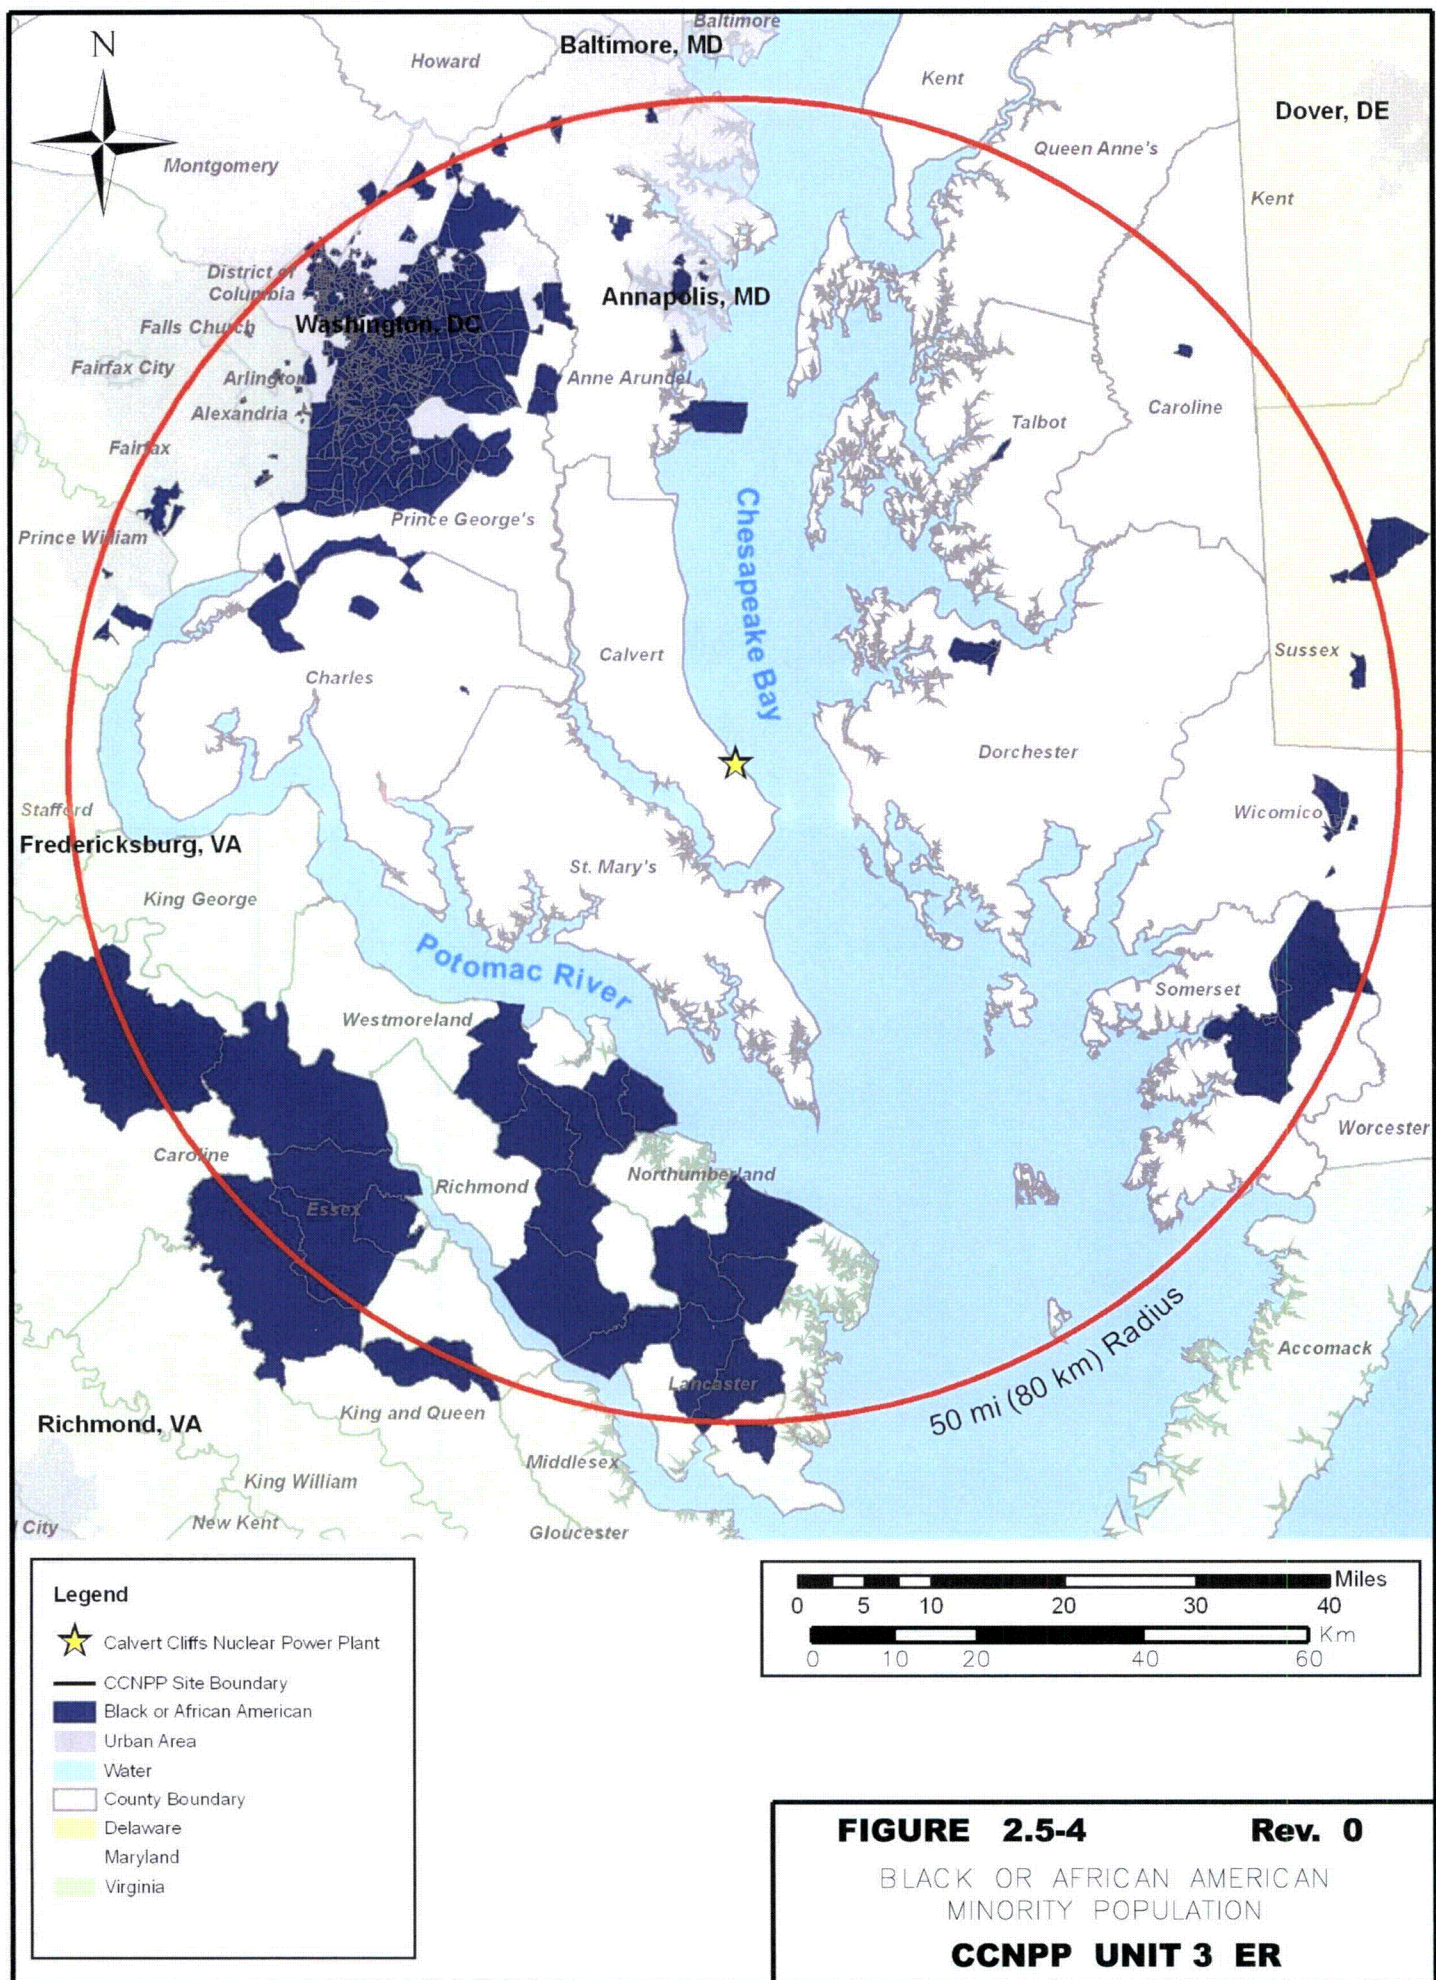 N
Baltimore
Baltimore, MD
Howard
Kent
Dover, DE
Queen Anne's
Montgomery
Kent
District of
Columbia
Annapolis, MD
Falls Church
Washington, DC
Fairfax City
Arlington
Anne Arundel
Alexandria
Talbot
Caroline
Fairfax
Prince George's
Prince William
Chesapeake Bay
Calvert
Sussex
Charles
Dorchester
Stafford
Wicomico
Fredericksburg, VA
St. Mary's
King George
Potomac River
Westmoreland
Somerset
Worcester
Caroline
Richmond
Northumberland
Essex
50 mi (80 km) Radius
Accomack
Lancaster
King and Queen
Richmond, VA
Middlesex
King William
New Kent
City
Gloucester
Legend
Calvert Cliffs Nuclear Power Plant
CCNPP Site Boundary
Black or African American
Urban Area
Water
County Boundary
Delaware
Maryland
Virginia
Miles
0 5 10 20 30 40
Km
0 10 20 40 60
FIGURE 2.5-4 Rev. 0
BLACK OR AFRICAN AMERICAN
MINORITY POPULATION
CCNPP UNIT 3 ER